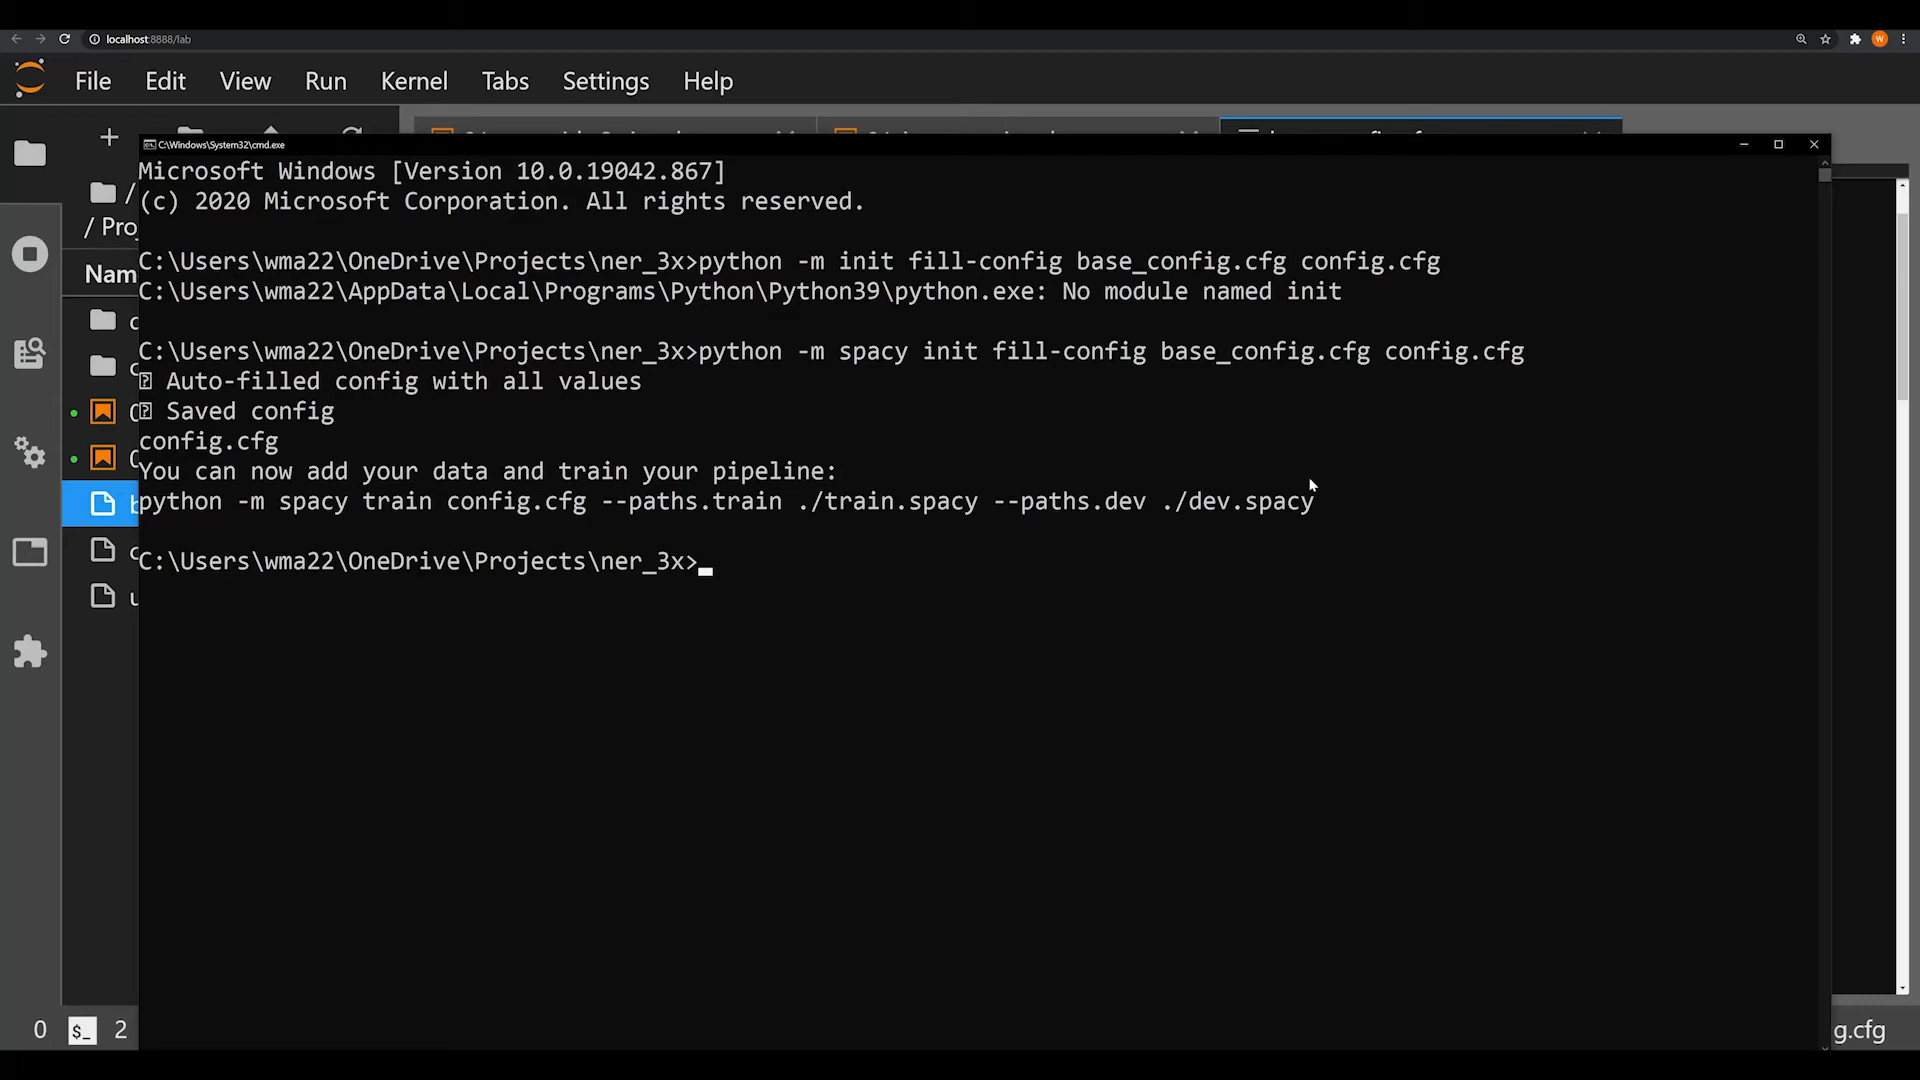 localhost:8888/lab
W
File Edit View Run Kernel Tabs Settings Help
C:\Windows\System32\cmd.exe
Microsoft Windows [Version 10.0.19042.867]
(c) 2020 Microsoft Corporation. All rights reserved.
/
/ Pro
C:\Users\wma22\OneDrive\Projects\ner_3x>python -m init fill-config base_config.cfg config.cfg
Nam
C:\Users\wma22\AppData\Local\Programs\Python\Python39\python.exe: No module named init
C:\Users\wma22\OneDrive\Projects\ner_3x>python -m spacy init fill-config base_config.cfg config.cfg
Auto-filled config with all values
Saved config
config.cfg
You can now add your data and train your pipeline:
python -m spacy train config.cfg --paths.train ./train.spacy --paths.dev ./dev.spacy
C:\Users\wma22\OneDrive\Projects\ner_3x>
0 $_ 2
g.cfg